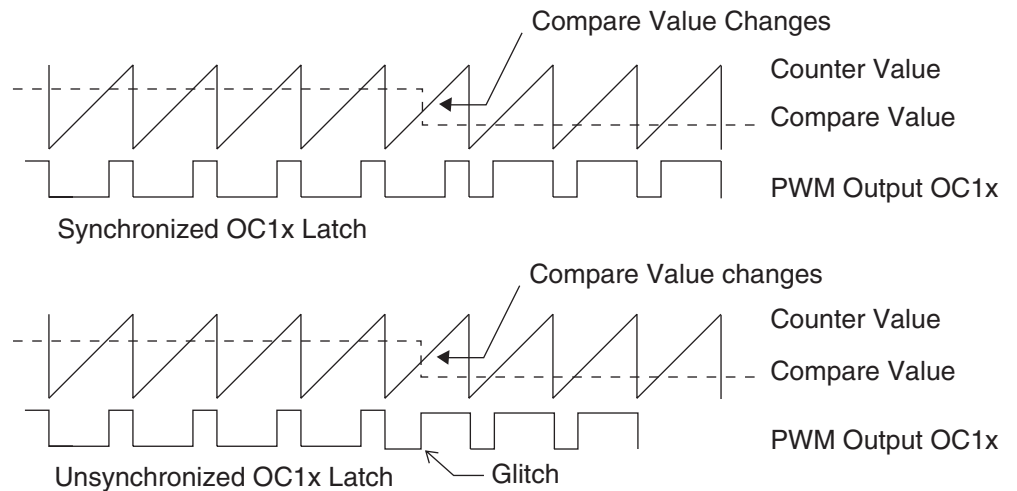 Compare Value Changes
Counter Value
Compare Value
PWM Output OC1x
Synchronized OC1x Latch
Compare Value changes
Counter Value
Compare Value
PWM Output OC1x
Unsynchronized OC1x Latch
Glitch